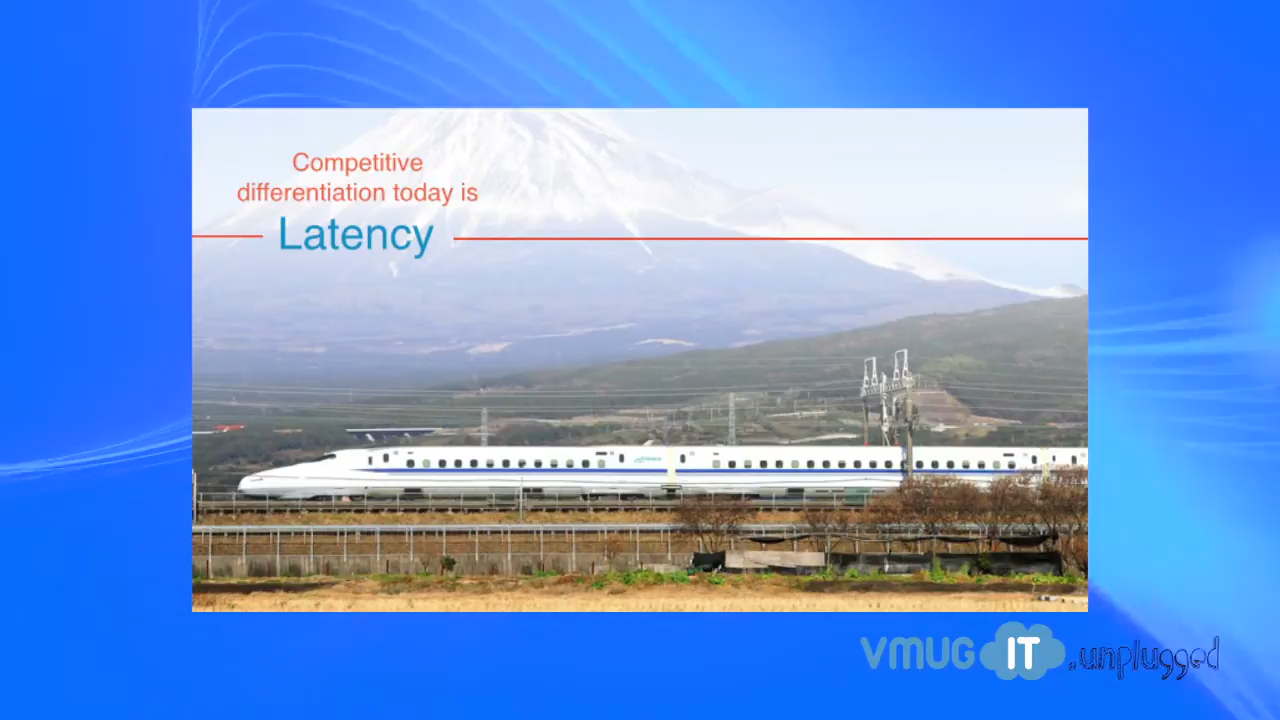 Competitive
differentiation today is
Latency
vmug IT .unplugged